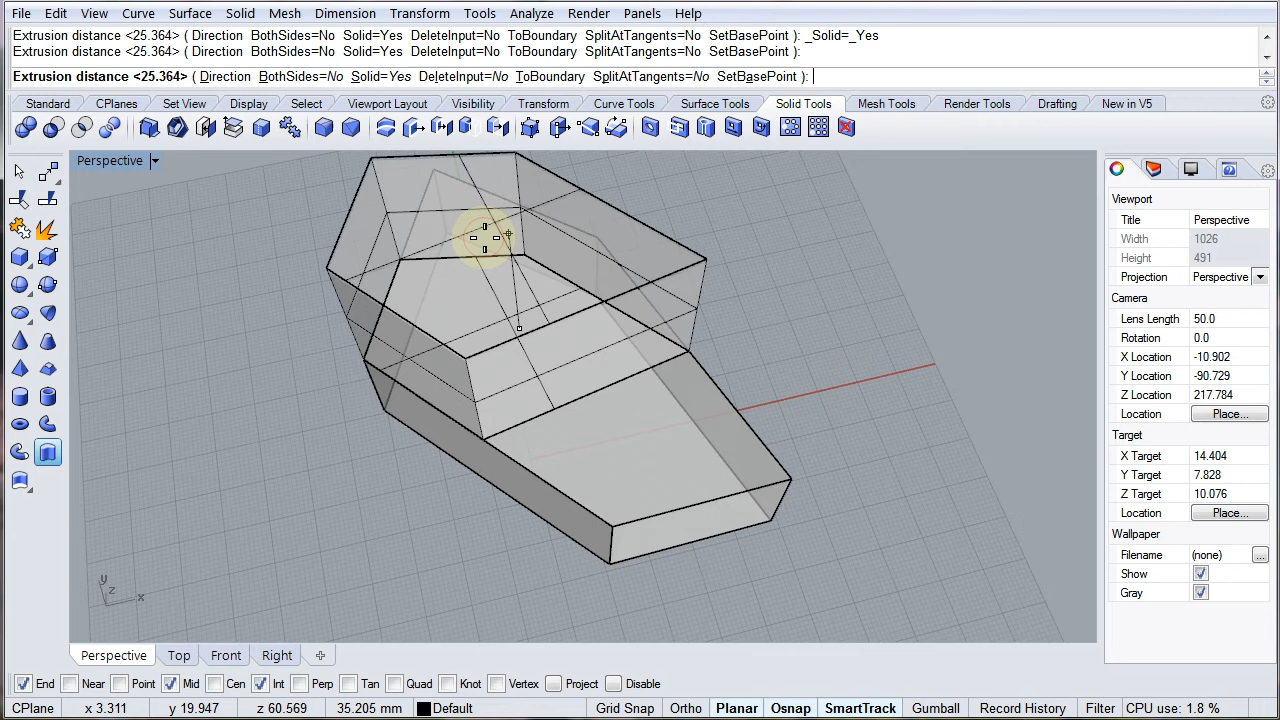 File Edit View Curve Surface Solid Mesh Dimension Transform Tools Analyze Render Panels Help
Extrusion distance <25.364> ( Direction BothSides=No Solid=Yes DeleteInput=No ToBoundary SplitAtTangents=No SetBasePoint ): _Solid=_Yes
Extrusion distance <25.364> ( Direction BothSides=No Solid=Yes DeleteInput=No ToBoundary SplitAtTangents=No SetBasePoint ):
Extrusion distance <25.364> ( Direction BothSides=No Solid=Yes DeleteInput=No ToBoundary SplitAtTangents=No SetBasePoint ):
Standard CPlanes Set View Display Select Viewport Layout Visibility Transform Curve Tools Surface Tools Solid Tools Mesh Tools Render Tools Drafting New in V5
Perspective
Viewport
Title Perspective
Width 1026
Height 491
Projection Perspective
Camera
Lens Length 50.0
Rotation 0.0
X Location -10.902
Y Location -90.729
Z Location 217.784
Location Place...
Target
X Target 14.404
Y Target 7.828
Z Target 10.076
Location Place...
Wallpaper
Filename (none) ...
Show
Gray
y
z
x
Perspective Top Front Right
End Near Point Mid Cen Int Perp Tan Quad Knot Vertex Project Disable
CPlane x 3.311 y 19.947 z 60.569 35.205 mm Default Grid Snap Ortho Planar Osnap SmartTrack Gumball Record History Filter CPU use: 1.8 %